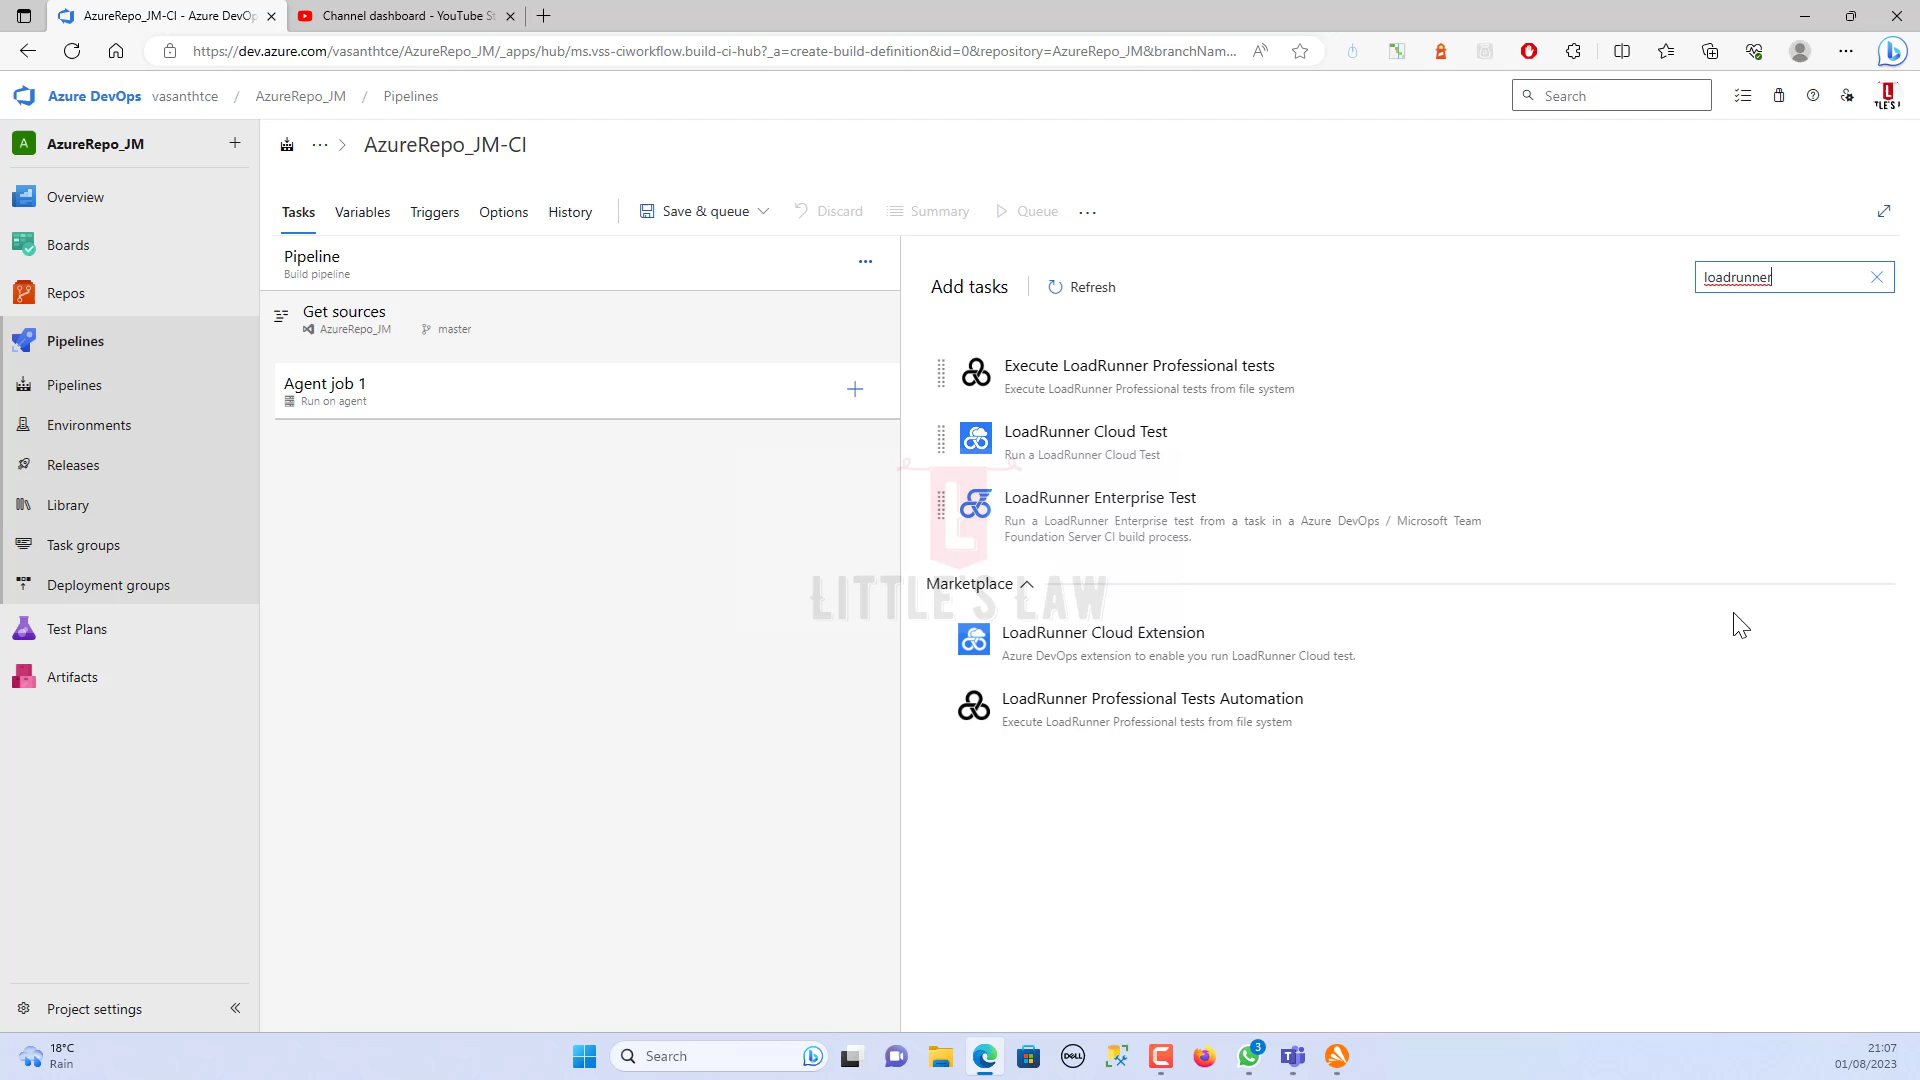 AzureRepo_JM-CI - Azure DevOp
Channel dashboard - YouTube St
https://dev.azure.com/vasanthtce/AzureRepo_JM/_apps/hub/ms.vss-ciworkflow.build-ci-hub?_a=create-build-definition&id=0&repository=AzureRepo_JM&branchNam...
Azure DevOps vasanthtce / AzureRepo_JM / Pipelines
Search
A AzureRepo_JM
AzureRepo_JM-CI
Overview
Boards
Repos
Pipelines
Pipelines
Environments
Releases
Library
Task groups
Deployment groups
Test Plans
Artifacts
Project settings
Tasks Variables Triggers Options History Save & queue Discard Summary Queue
Pipeline
Build pipeline
Get sources
AzureRepo_JM master
Agent job 1
Run on agent
Add tasks Refresh
loadrunner
Execute LoadRunner Professional tests
Execute LoadRunner Professional tests from file system
LoadRunner Cloud Test
Run a LoadRunner Cloud Test
LoadRunner Enterprise Test
Run a LoadRunner Enterprise test from a task in a Azure DevOps / Microsoft Team
Foundation Server CI build process.
Marketplace
L
LITTLE'S LAW
LoadRunner Cloud Extension
Azure DevOps extension to enable you run LoadRunner Cloud test.
LoadRunner Professional Tests Automation
Execute LoadRunner Professional tests from file system
18°C
Rain
Search
DELL
3
21:07
01/08/2023